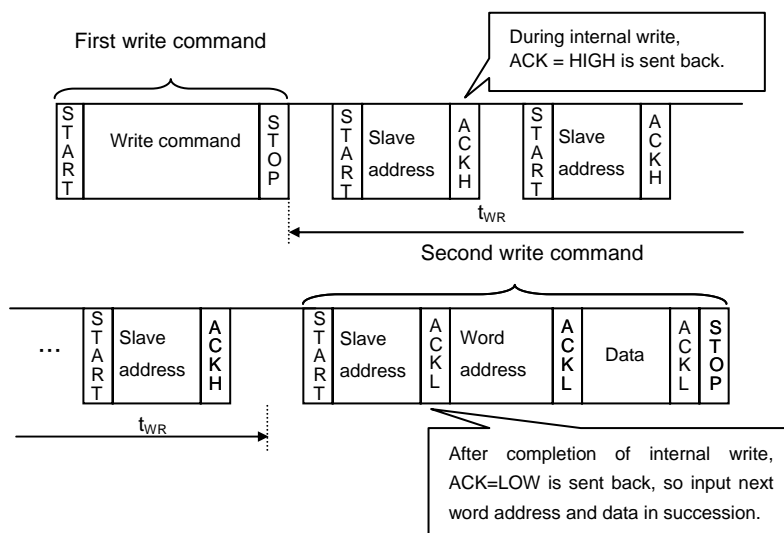 First write command
During internal write,
ACK = HIGH is sent back.
START
Write command
STOP
START
Slave
address
ACKH
START
Slave
address
ACKH
tWR
Second write command
...
START
Slave
address
ACKH
START
Slave
address
ACKL
Word
address
ACKL
Data
ACKL
STOP
tWR
After completion of internal write,
ACK=LOW is sent back, so input next
word address and data in succession.